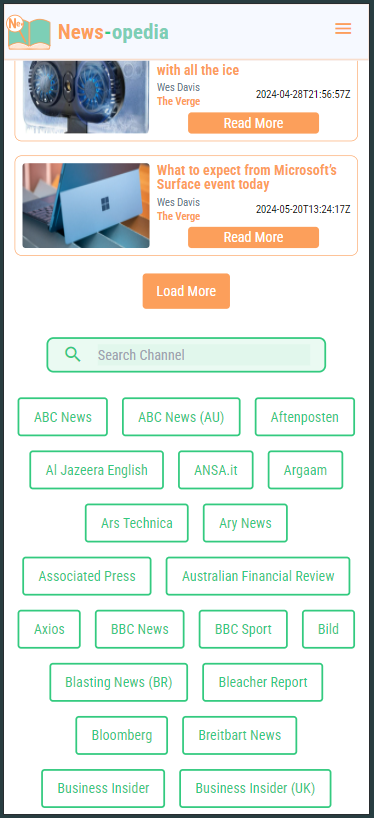 Ne
News-opedia
with all the ice
Wes Davis
The Verge
2024-04-28T21:56:57Z
Read More
What to expect from Microsoft's
Surface event today
Wes Davis
The Verge
2024-05-20T13:24:17Z
Read More
Load More
Search Channel
ABC News
ABC News (AU)
Aftenposten
Al Jazeera English
ANSA.it
Argaam
Ars Technica
Ary News
Associated Press
Australian Financial Review
Axios
BBC News
BBC Sport
Bild
Blasting News (BR)
Bleacher Report
Bloomberg
Breitbart News
Business Insider
Business Insider (UK)